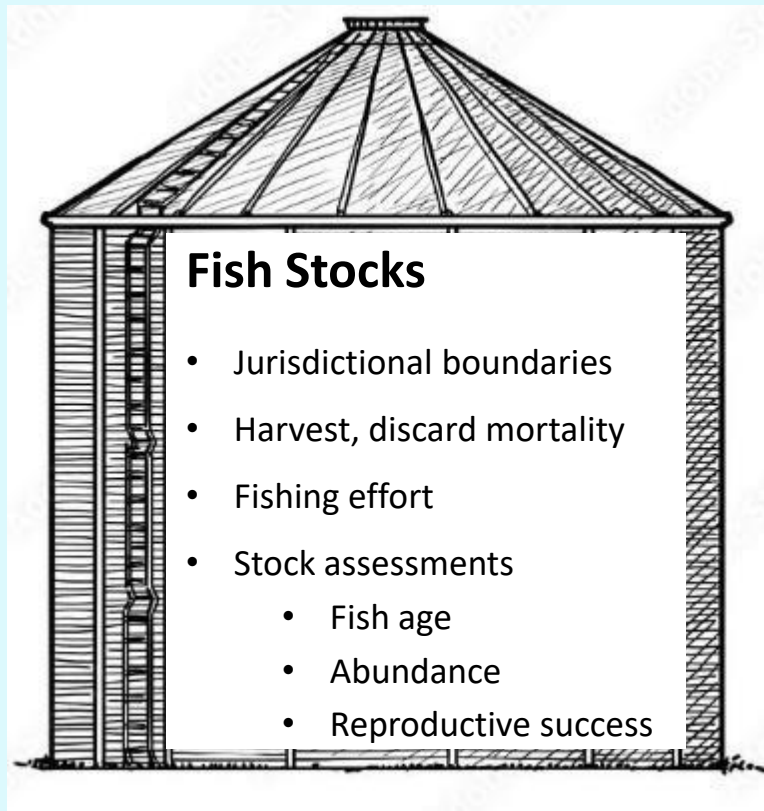 Fish Stocks
• Jurisdictional boundaries
• Harvest, discard mortality
• Fishing effort
• Stock assessments
• Fish age
• Abundance
• Reproductive success